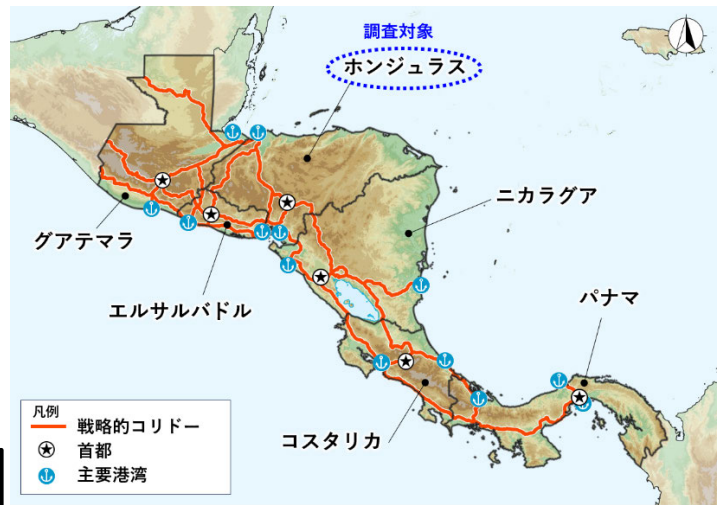 調査対象
ホンジュラス
ニカラグア
グアテマラ
エルサルバドル
パナマ
コスタリカ
凡例
戦略的コリドー
首都
主要港湾